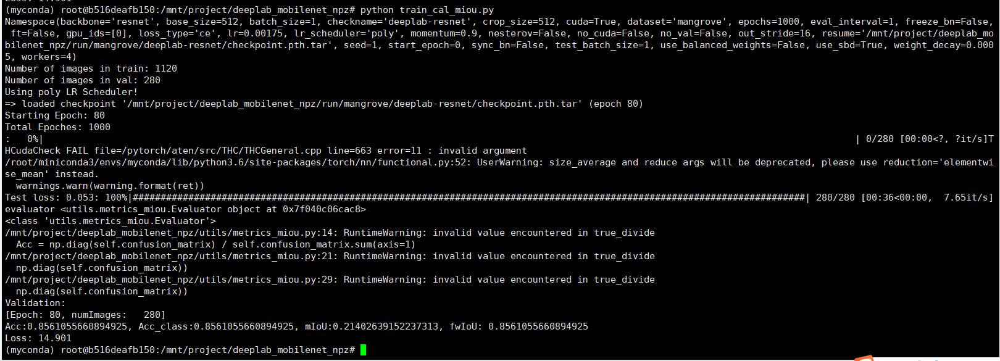 (myconda) root@b516deafb150:/mnt/project/deeplab_mobilenet_npz# python train_cal_miou.py
Namespace(backbone='resnet', base_size=512, batch_size=1, checkname='deeplab-resnet', crop_size=512, cuda=True, dataset='mangrove', epochs=1000, eval_interval=1, freeze_bn=False,
 ft=False, gpu_ids=[0], loss_type='ce', lr=0.00175, lr_scheduler='poly', momentum=0.9, nesterov=False, no_cuda=False, no_val=False, out_stride=16, resume='/mnt/project/deeplab_mo
bilenet_npz/run/mangrove/deeplab-resnet/checkpoint.pth.tar', seed=1, start_epoch=0, sync_bn=False, test_batch_size=1, use_balanced_weights=False, use_sbd=True, weight_decay=0.000
5, workers=4)
Number of images in train: 1120
Number of images in val: 280
Using poly LR Scheduler!
=> loaded checkpoint '/mnt/project/deeplab_mobilenet_npz/run/mangrove/deeplab-resnet/checkpoint.pth.tar' (epoch 80)
Starting Epoch: 80
Total Epoches: 1000
:   0%|                                                                                          | 0/280 [00:00<?, ?it/s]T
HCudaCheck FAIL file=/pytorch/aten/src/THC/THCGeneral.cpp line=663 error=11 : invalid argument
/root/miniconda3/envs/myconda/lib/python3.6/site-packages/torch/nn/functional.py:52: UserWarning: size_average and reduce args will be deprecated, please use reduction='elementwi
se_mean' instead.
  warnings.warn(warning.format(ret))
Test loss: 0.053: 100%|#########################################################################################################################| 280/280 [00:36<00:00,  7.65it/s]
evaluator <utils.metrics_miou.Evaluator object at 0x7f040c06cac8>
<class 'utils.metrics_miou.Evaluator'>
/mnt/project/deeplab_mobilenet_npz/utils/metrics_miou.py:14: RuntimeWarning: invalid value encountered in true_divide
  Acc = np.diag(self.confusion_matrix) / self.confusion_matrix.sum(axis=1)
/mnt/project/deeplab_mobilenet_npz/utils/metrics_miou.py:21: RuntimeWarning: invalid value encountered in true_divide
  np.diag(self.confusion_matrix))
/mnt/project/deeplab_mobilenet_npz/utils/metrics_miou.py:29: RuntimeWarning: invalid value encountered in true_divide
  np.diag(self.confusion_matrix))
Validation:
[Epoch: 80, numImages:   280]
Acc:0.8561055660894925, Acc_class:0.8561055660894925, mIoU:0.21402639152237313, fwIoU: 0.8561055660894925
Loss: 14.901
(myconda) root@b516deafb150:/mnt/project/deeplab_mobilenet_npz#